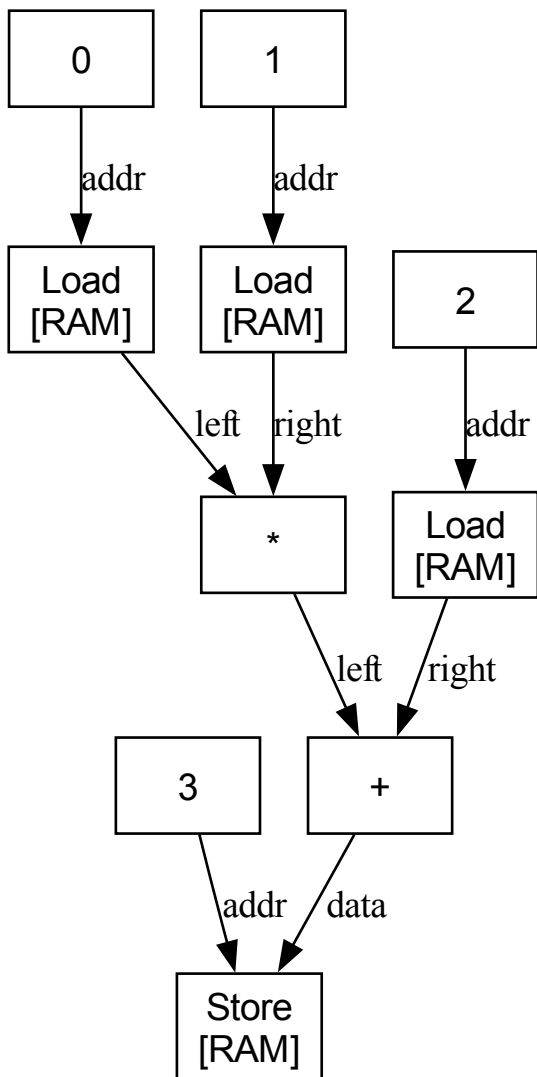 0
1
addr
addr
Load
[RAM]
Load
[RAM]
2
left
right
addr
*
Load
[RAM]
left
right
3
+
addr
data
Store
[RAM]